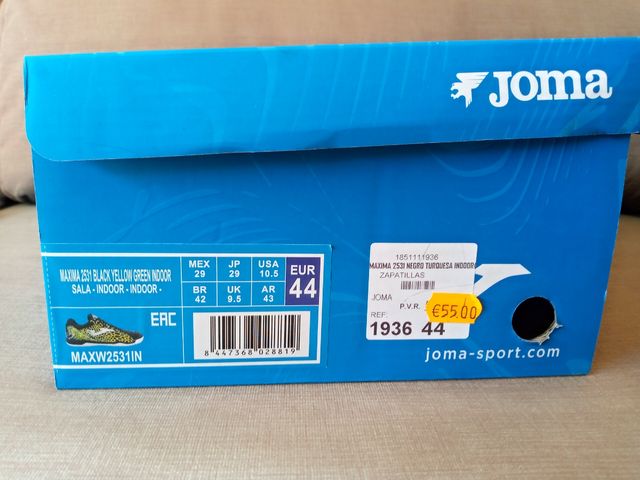 JOMA
MAXIMA 2531 BLACK YELLOW GREEN INDOOR
SALA - INDOOR - INDOOR -
MEX 29
JP 29
USA 10.5
BR 42
UK 9.5
AR 43
EUR 44
EAC
MAXW2531IN
8 447368 028819
1851111936
MAXIMA 2531 NEGRO TURQUESA INDOOR
ZAPATILLAS
JOMA
P.V.R.
€55.00
REF:
1936 44
joma-sport.com